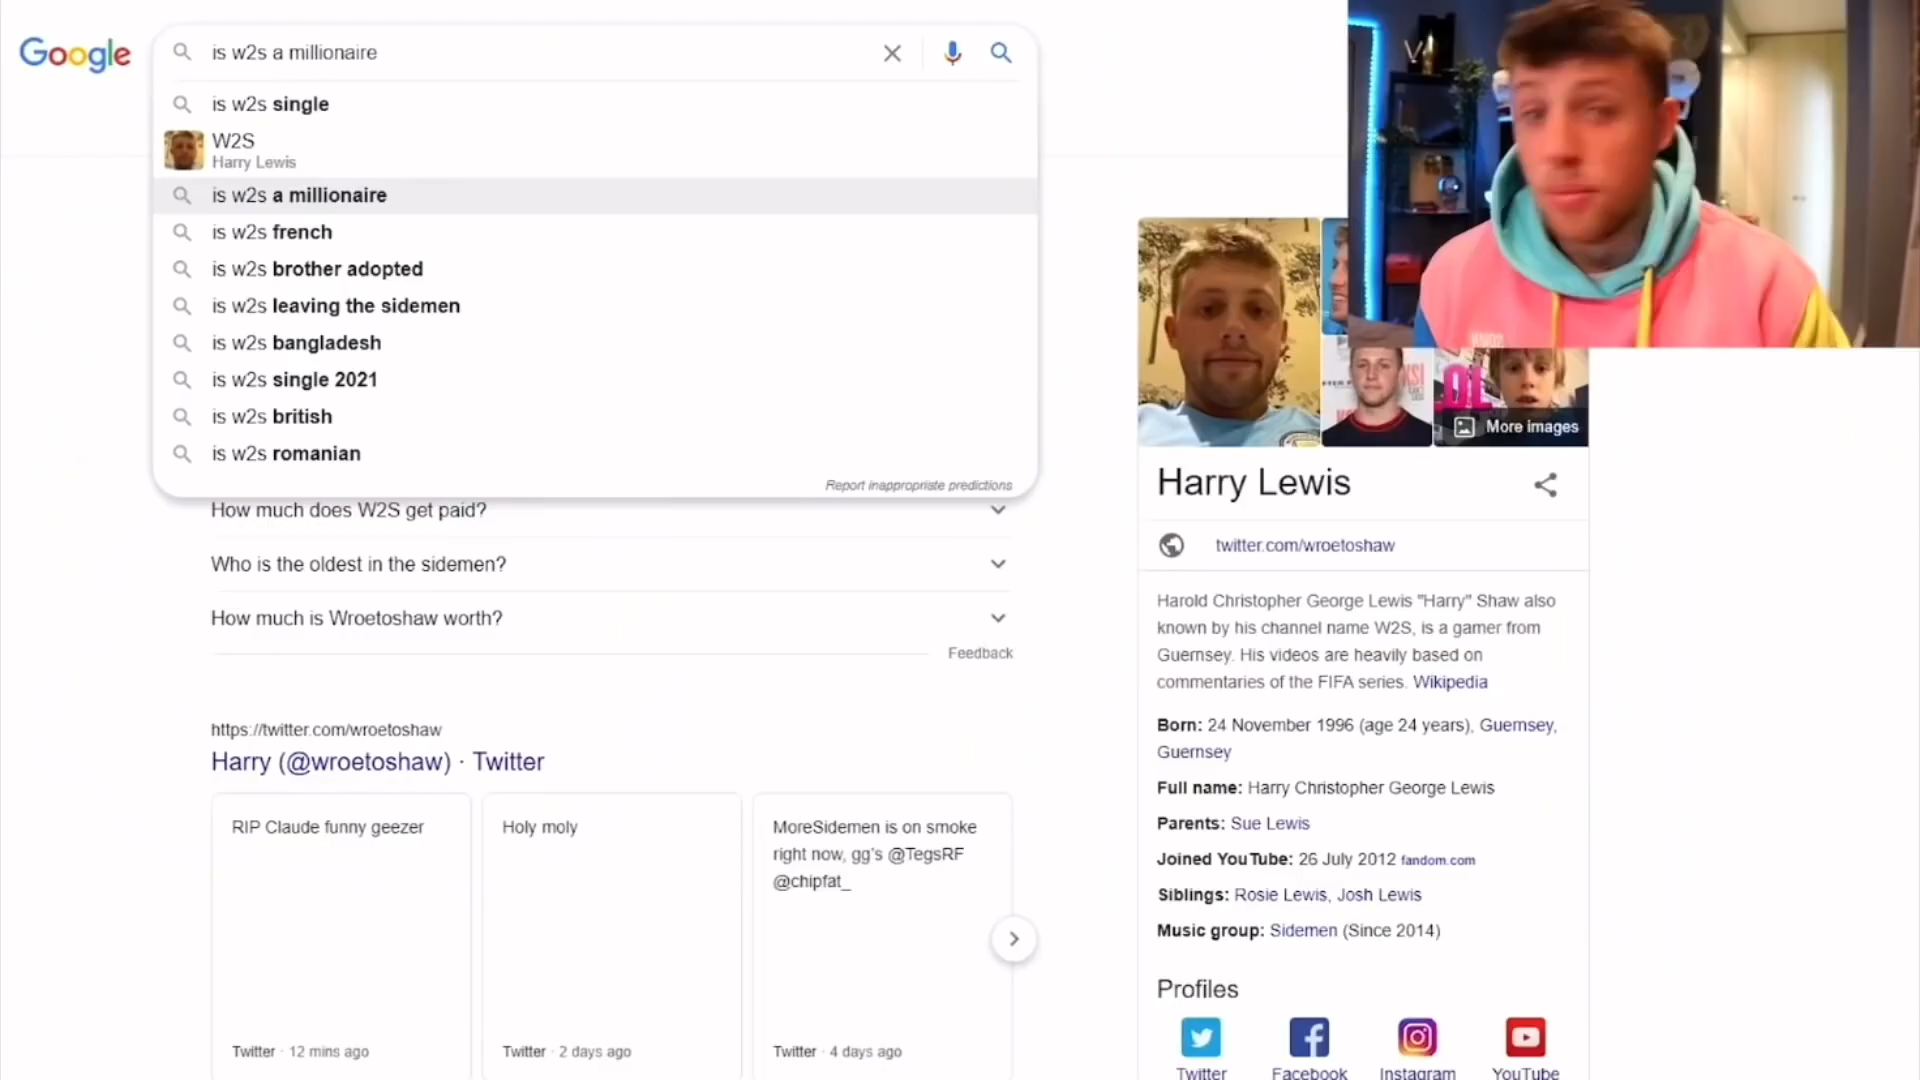 Google
is w2s a millionaire
is w2s single
W2S
Harry Lewis
is w2s a millionaire
is w2s french
is w2s brother adopted
is w2s leaving the sidemen
is w2s bangladesh
is w2s single 2021
is w2s british
is w2s romanian
Report inappropriate predictions
How much does W2S get paid?
Who is the oldest in the sidemen?
How much is Wroetoshaw worth?
Feedback
https://twitter.com/wroetoshaw
Harry (@wroetoshaw) · Twitter
RIP Claude funny geezer
Twitter · 12 mins ago
Holy moly
Twitter · 2 days ago
MoreSidemen is on smoke
right now, gg's @TegsRF
@chipfat_
Twitter · 4 days ago
More images
Harry Lewis
twitter.com/wroetoshaw
Harold Christopher George Lewis "Harry" Shaw also
known by his channel name W2S, is a gamer from
Guernsey. His videos are heavily based on
commentaries of the FIFA series. Wikipedia
Born: 24 November 1996 (age 24 years), Guernsey,
Guernsey
Full name: Harry Christopher George Lewis
Parents: Sue Lewis
Joined YouTube: 26 July 2012 fandom.com
Siblings: Rosie Lewis, Josh Lewis
Music group: Sidemen (Since 2014)
Profiles
Twitter
Facebook
Instagram
YouTube